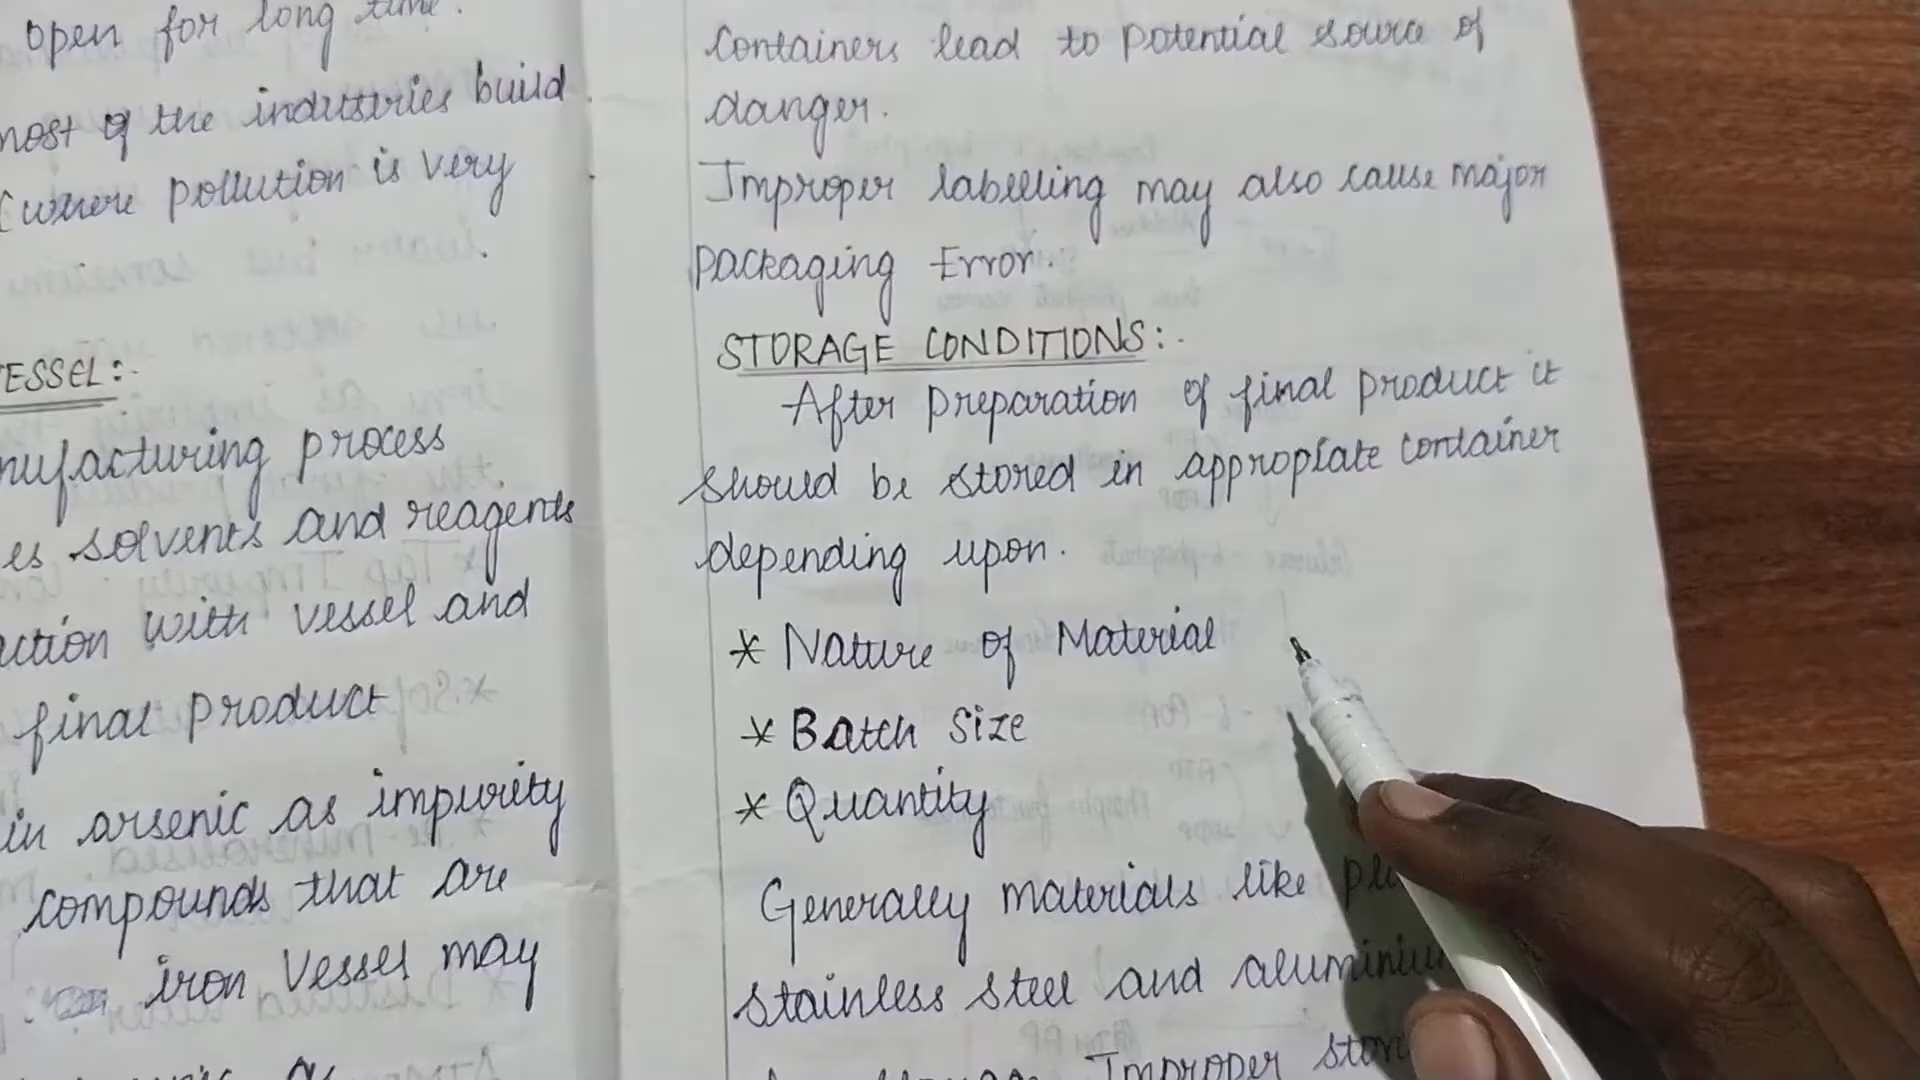 open for long time.
most of the industries build
where pollution is very
ESSEL:-
nufacturing process
es solvents and reagents
action with vessel and
final product
in arsenic as impurity
compounds that are
iron Vessel may
as
containers lead to potential source of
danger.
Improper labelling may also cause major
packaging Error.
STORAGE CONDITIONS:-
After preparation of final product it
should be stored in appropiate container
depending upon.
* Nature of Material
* Batch Size
* Quantity
Generally materials like
stainless steel and aluminium
Improper